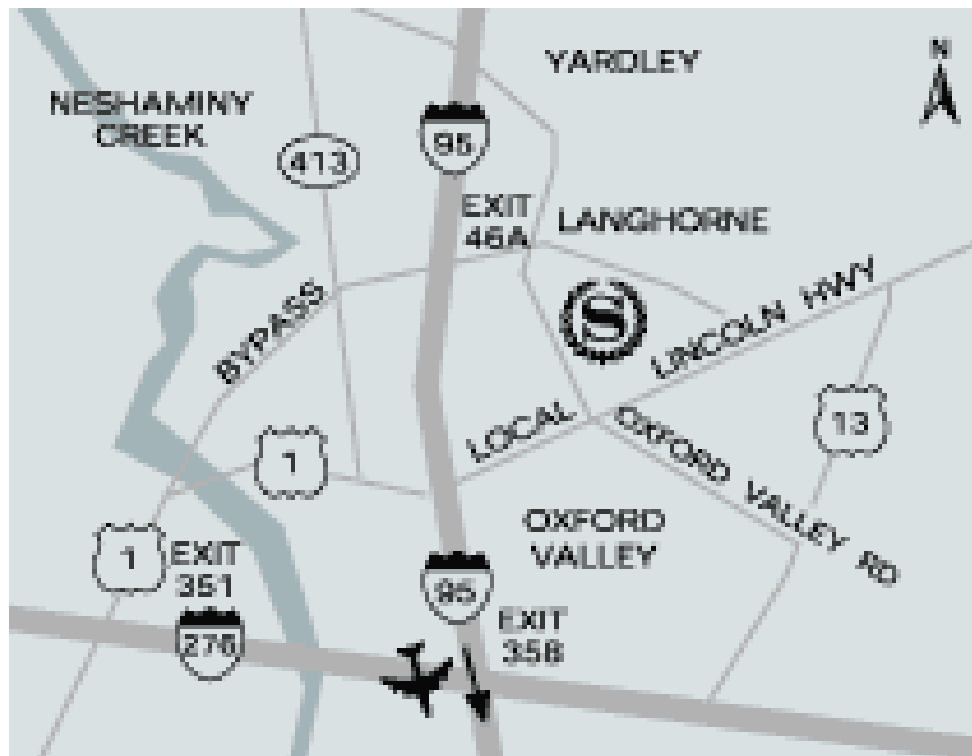 YARDLEY
N
NESHAMINY
CREEK
95
413
EXIT
46A
LANGHORNE
BYPASS
S
LINCOLN HWY
LOCAL
OXFORD VALLEY RD
13
1
OXFORD
VALLEY
1
EXIT
351
95
276
EXIT
358